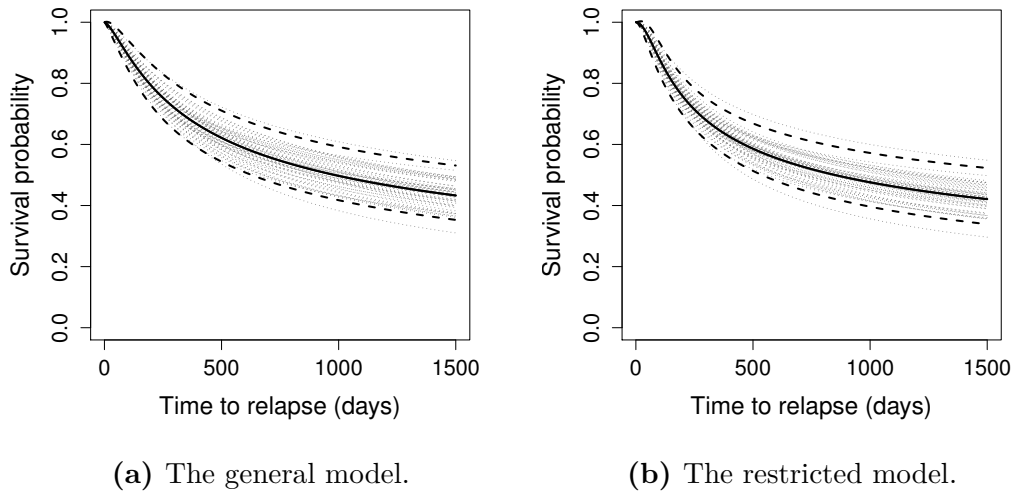 Survival probability
1.0
0.8
0.6
0.4
0.2
0.0
0 500 1000 1500
Time to relapse (days)
(a) The general model.
Survival probability
1.0
0.8
0.6
0.4
0.2
0.0
0 500 1000 1500
Time to relapse (days)
(b) The restricted model.